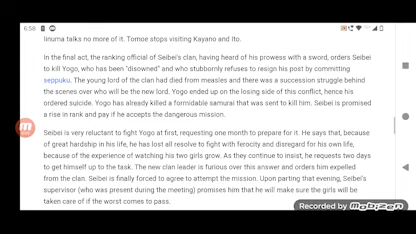 6:58
Iinuma talks no more of it. Tomoe stops visiting Kayano and Ito.
In the final act, the ranking official of Seibei's clan, having heard of his prowess with a sword, orders Seibei
to kill Yogo, who has been "disowned" and who stubbornly refuses to resign his post by committing
seppuku. The young lord of the clan had died from measles and there was a succession struggle behind
the scenes over who will be the new lord. Yogo ended up on the losing side of this conflict, hence his
ordered suicide. Yogo has already killed a formidable samurai that was sent to kill him. Seibei is promised
a rise in rank and pay if he accepts the dangerous mission.
Seibei is very reluctant to fight Yogo at first, requesting one month to prepare for it. He says that, because
of great hardship in his life, he has lost all resolve to fight with ferocity and disregard for his own life,
because of the experience of watching his two girls grow. As they continue to insist, he requests two
days to get himself up to the task. The new clan leader is furious over this answer and orders him expelled
from the clan. Seibei is finally forced to agree to attempt the mission. Upon parting that evening, Seibei's
supervisor (who was present during the meeting) promises him that he will make sure the girls will be
taken care of if the worst comes to pass.
Recorded by Mobizen